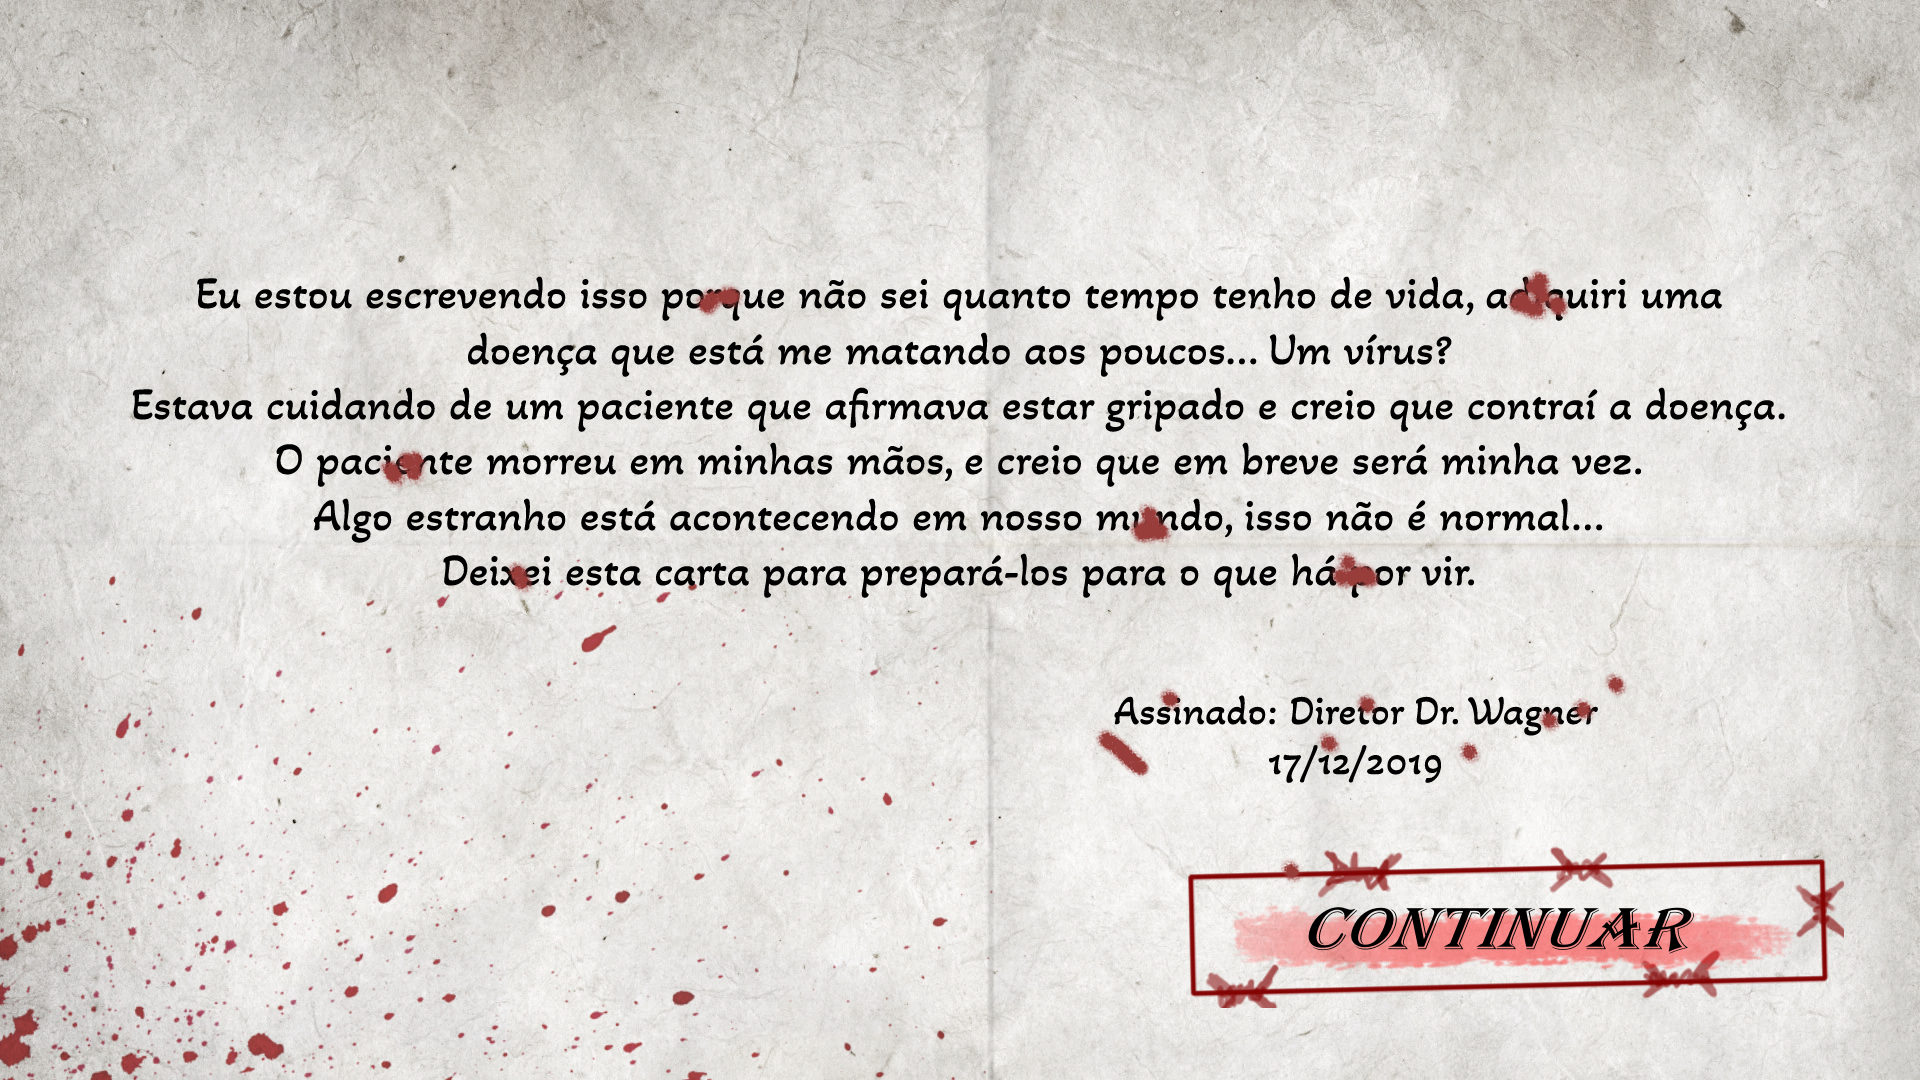 Eu estou escrevendo isso porque não sei quanto tempo tenho de vida, adquiri uma
doença que está me matando aos poucos... Um vírus?
Estava cuidando de um paciente que afirmava estar gripado e creio que contraí a doença.
O paciente morreu em minhas mãos, e creio que em breve será minha vez.
Algo estranho está acontecendo em nosso mundo, isso não é normal...
Deixei esta carta para prepará-los para o que há por vir.
Assinado: Diretor Dr. Wagner
17/12/2019
CONTINUAR